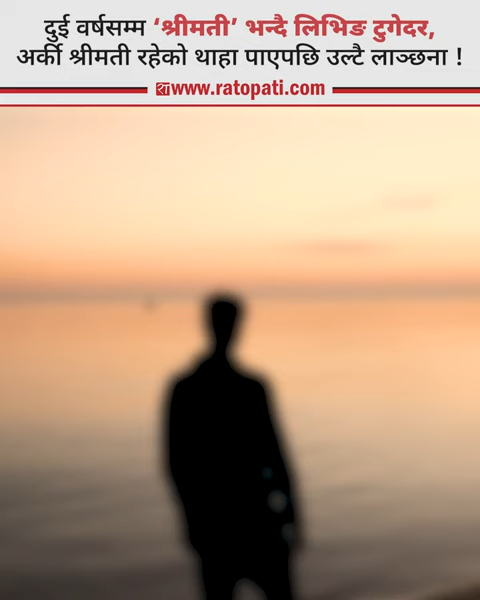 दुई वर्षसम्म ‘श्रीमती’ भन्दै लिभिङ टुगेदर,
अर्की श्रीमती रहेको थाहा पाएपछि उल्टै लाञ्छना !
रा www.ratopati.com